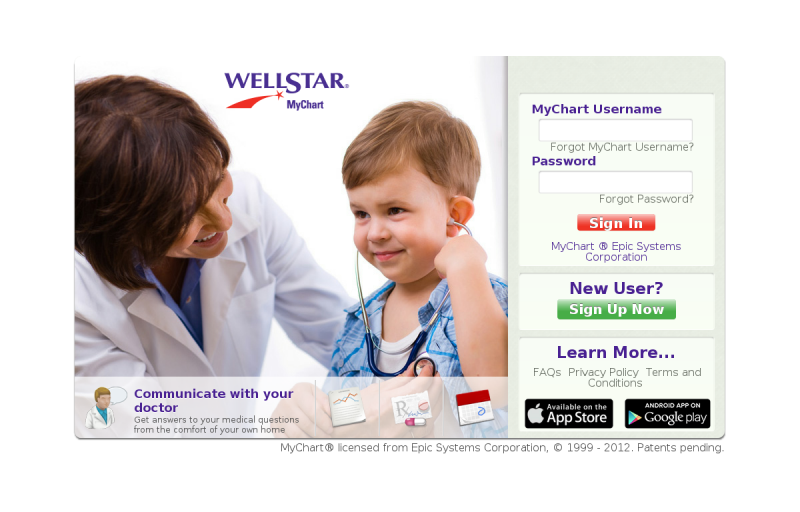 WELLSTAR®
MyChart
MyChart Username
Forgot MyChart Username?
Password
Forgot Password?
Sign In
MyChart ® Epic Systems
Corporation
New User?
Sign Up Now
Learn More...
FAQs Privacy Policy Terms and
Conditions
Available on the
App Store
ANDROID APP ON
Google play
Communicate with your
doctor
Get answers to your medical questions
from the comfort of your own home
Rx
MyChart® licensed from Epic Systems Corporation, © 1999 - 2012. Patents pending.